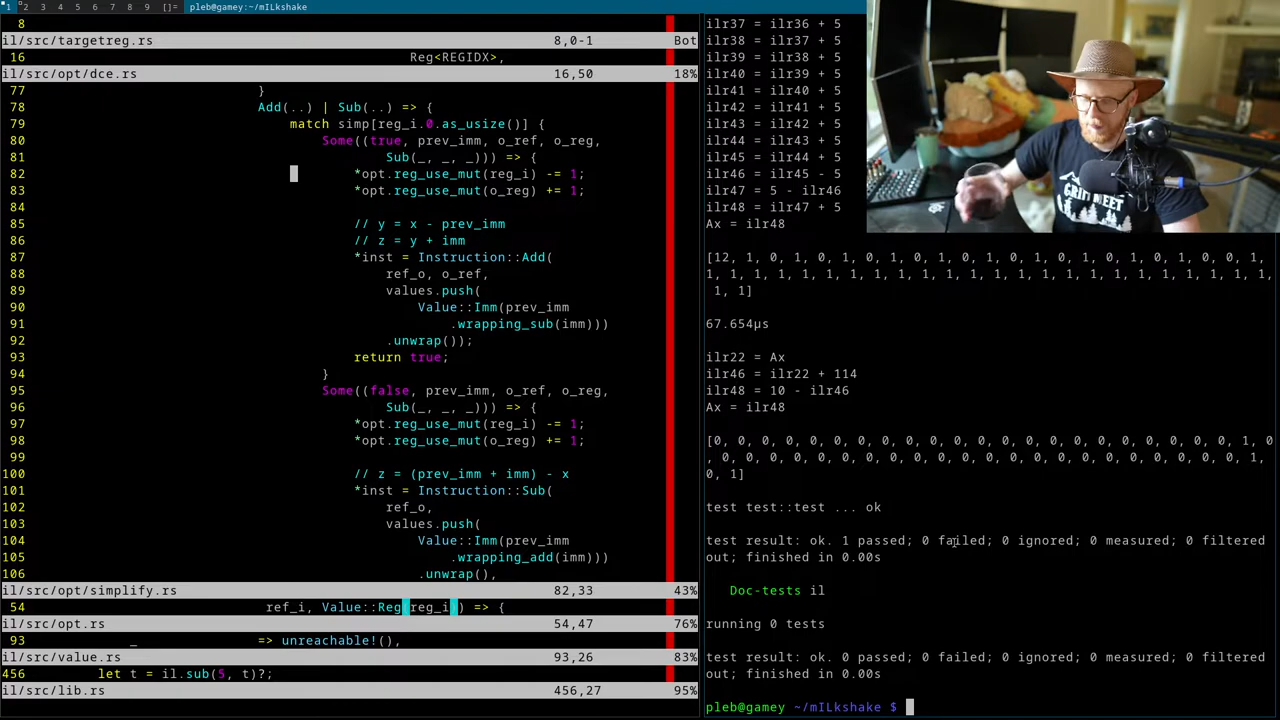 1 2 3 4 5 6 7 8 9 []= pleb@gamey:~/mILkshake
8
il/src/targetreg.rs 8,0-1 Bot
16 Reg<REGIDX>,
il/src/opt/dce.rs 16,50 18%
77 }
78 Add(..) | Sub(..) => {
79 match simp[reg_i.0.as_usize()] {
80 Some((true, prev_imm, o_ref, o_reg,
81 Sub(_, _, _))) => {
82 *opt.reg_use_mut(reg_i) -= 1;
83 *opt.reg_use_mut(o_reg) += 1;
84
85 // y = x - prev_imm
86 // z = y + imm
87 *inst = Instruction::Add(
88 ref_o, o_ref,
89 values.push(
90 Value::Imm(prev_imm
91 .wrapping_sub(imm)))
92 .unwrap());
93 return true;
94 }
95 Some((false, prev_imm, o_ref, o_reg,
96 Sub(_, _, _))) => {
97 *opt.reg_use_mut(reg_i) -= 1;
98 *opt.reg_use_mut(o_reg) += 1;
99
100 // z = (prev_imm + imm) - x
101 *inst = Instruction::Sub(
102 ref_o,
103 values.push(
104 Value::Imm(prev_imm
105 .wrapping_add(imm)))
106 .unwrap(),
il/src/opt/simplify.rs 82,33 43%
54 ref_i, Value::Reg(reg_i)) => {
il/src/opt.rs 54,47 76%
93 _ => unreachable!(),
il/src/value.rs 93,26 83%
456 let t = il.sub(5, t)?;
il/src/lib.rs 456,27 95%
ilr37 = ilr36 + 5
ilr38 = ilr37 + 5
ilr39 = ilr38 + 5
ilr40 = ilr39 + 5
ilr41 = ilr40 + 5
ilr42 = ilr41 + 5
ilr43 = ilr42 + 5
ilr44 = ilr43 + 5
ilr45 = ilr44 + 5
ilr46 = ilr45 - 5
ilr47 = 5 - ilr46
ilr48 = ilr47 + 5
Ax = ilr48
[12, 1, 0, 1, 0, 1, 0, 1, 0, 1, 0, 1, 0, 1, 0, 1, 0, 1, 0, 1, 0, 0, 1,
1, 1, 1, 1, 1, 1, 1, 1, 1, 1, 1, 1, 1, 1, 1, 1, 1, 1, 1, 1, 1, 1, 1, 1,
1, 1]
67.654µs
ilr22 = Ax
ilr46 = ilr22 + 114
ilr48 = 10 - ilr46
Ax = ilr48
[0, 0, 0, 0, 0, 0, 0, 0, 0, 0, 0, 0, 0, 0, 0, 0, 0, 0, 0, 0, 0, 0, 1, 0
, 0, 0, 0, 0, 0, 0, 0, 0, 0, 0, 0, 0, 0, 0, 0, 0, 0, 0, 0, 0, 0, 0, 1,
0, 1]
test test::test ... ok
test result: ok. 1 passed; 0 failed; 0 ignored; 0 measured; 0 filtered
out; finished in 0.00s
Doc-tests il
running 0 tests
test result: ok. 0 passed; 0 failed; 0 ignored; 0 measured; 0 filtered
out; finished in 0.00s
pleb@gamey ~/mILkshake $
GRIT MEET